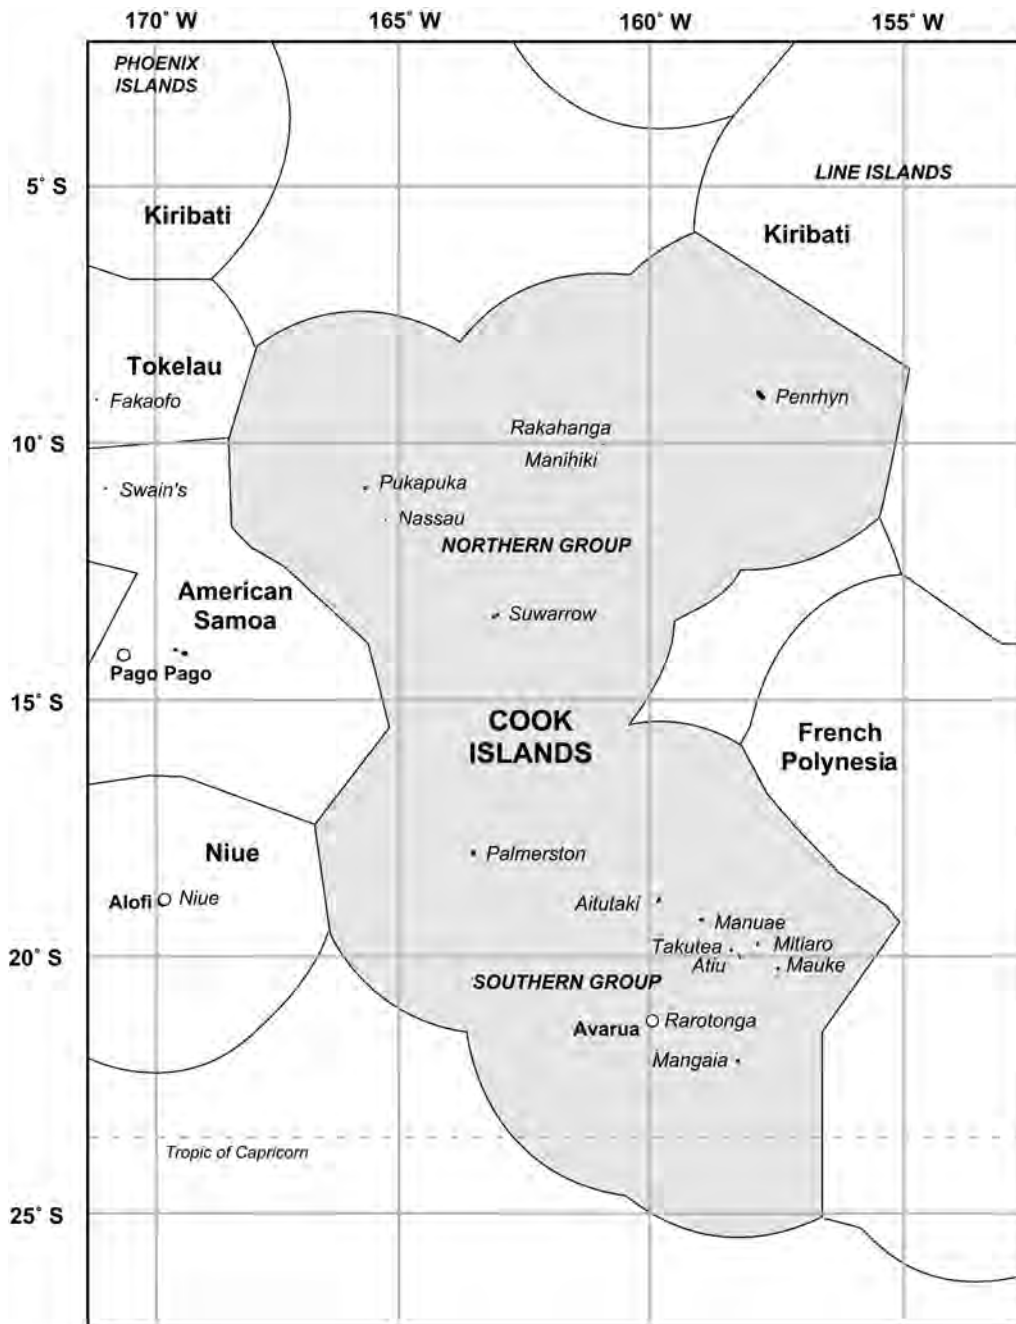 170° W 165° W 160° W 155° W
PHOENIX
ISLANDS
5° S
LINE ISLANDS
Kiribati
Kiribati
Tokelau
Fakaofo
Penrhyn
Rakahanga
10° S
Manihiki
Pukapuka
Swain's
Nassau
NORTHERN GROUP
American
Samoa
Suwarrow
Pago Pago
15° S
COOK
ISLANDS
French
Polynesia
Niue
Palmerston
Alofi Niue
Aitutaki
Manuae
Takutea
Mitiaro
20° S
Atiu
Mauke
SOUTHERN GROUP
Avarua Rarotonga
Mangaia
Tropic of Capricorn
25° S